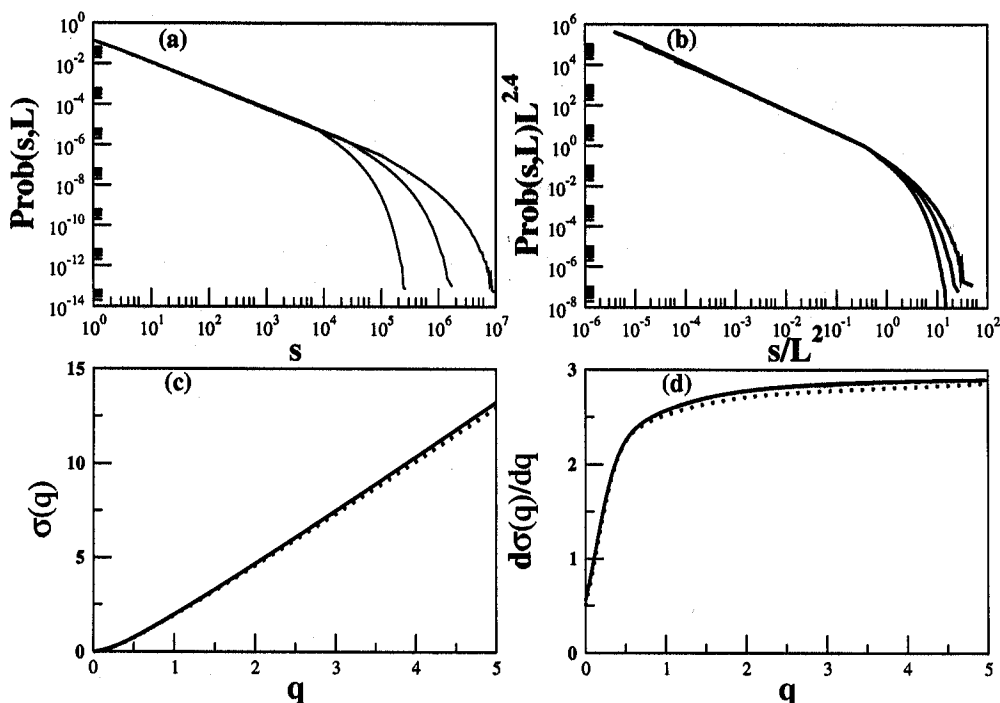 (a)
Prob(s,L)
10^0
10^-2
10^-4
10^-6
10^-8
10^-10
10^-12
10^-14
10^0 10^1 10^2 10^3 10^4 10^5 10^6 10^7
s
(b)
Prob(s,L)L^2.4
10^6
10^4
10^2
10^0
10^-2
10^-4
10^-6
10^-8
10^-6 10^-5 10^-4 10^-3 10^-2 10^-1 10^0 10^1 10^2
s/L^2
(c)
σ(q)
15
10
5
0
0 1 2 3 4 5
q
(d)
dσ(q)/dq
3
2
1
0
0 1 2 3 4 5
q